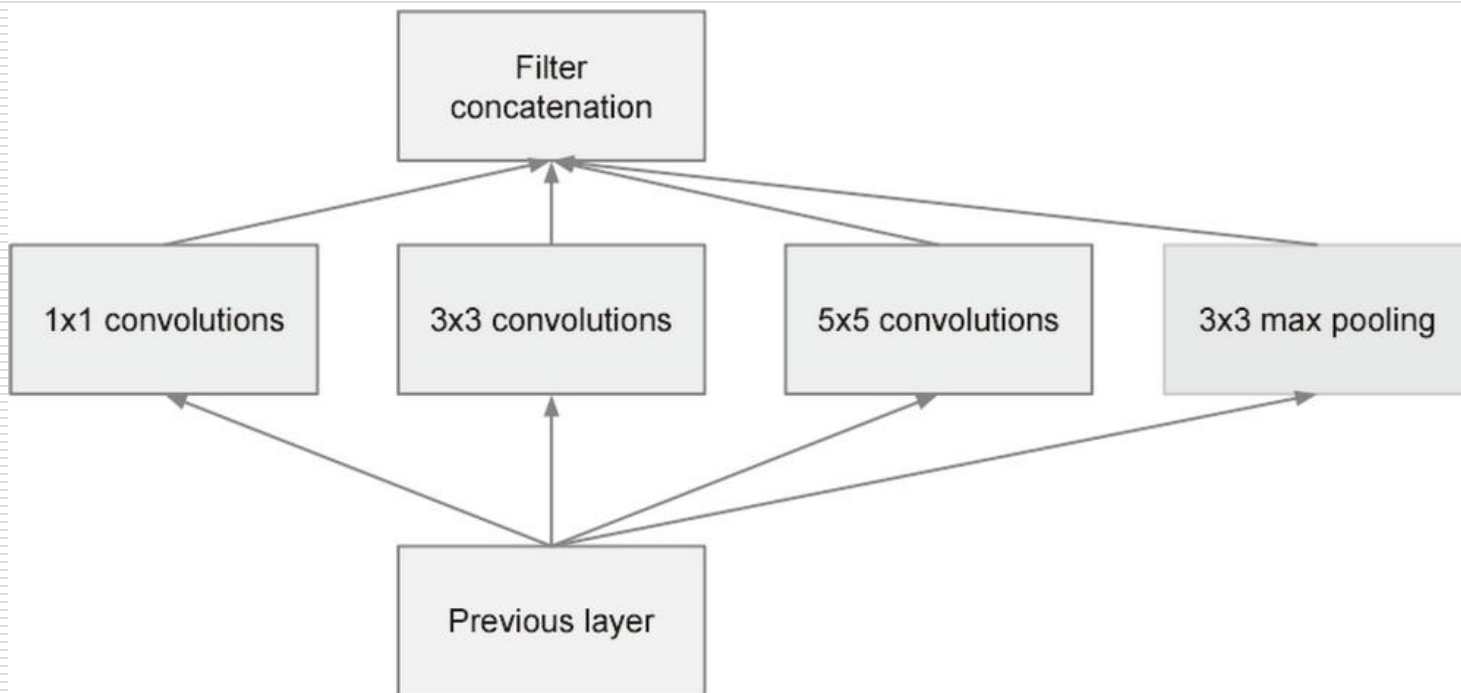 Filter
concatenation
1x1 convolutions
3x3 convolutions
5x5 convolutions
3x3 max pooling
Previous layer